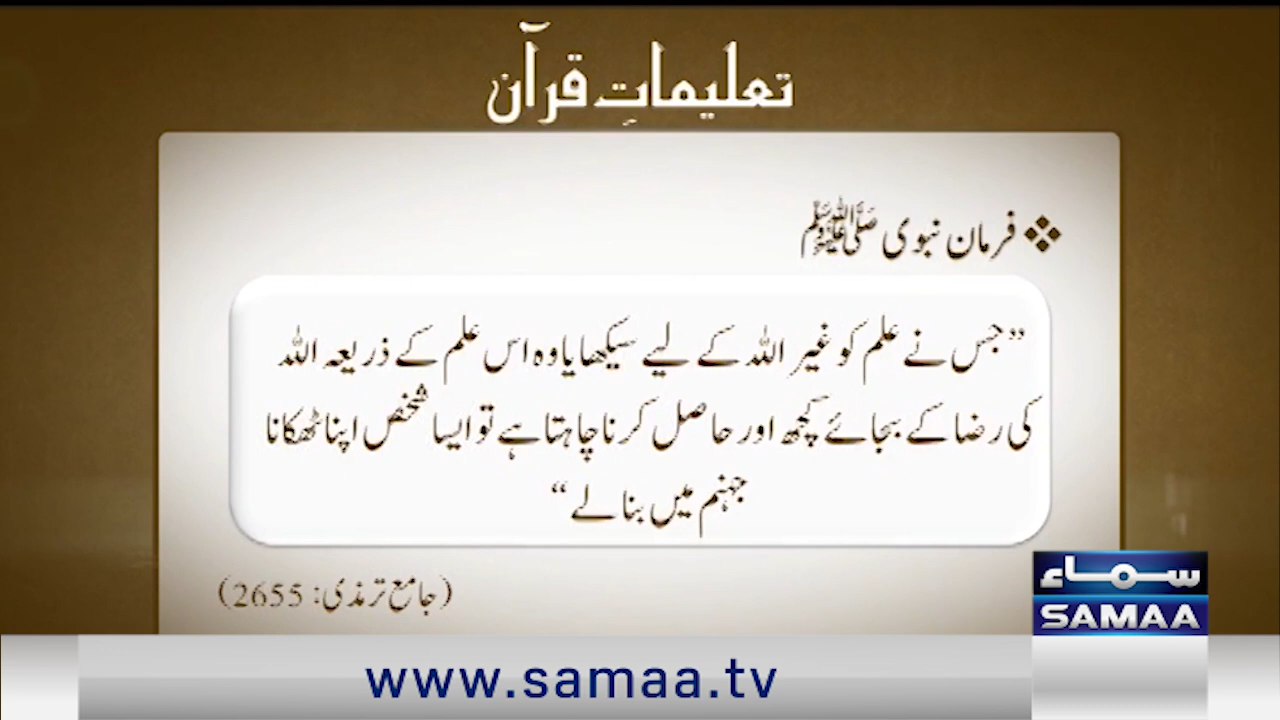 تعلیماتِ قرآن
❖ فرمان نبوی ﷺ
”جس نے علم کو غیر اللہ کے لیے سیکھا یا وہ اس علم کے ذریعہ اللہ
کی رضا کے بجائے کچھ اور حاصل کرنا چاہتا ہے تو ایسا شخص اپنا ٹھکانا
جہنم میں بنا لے“
(جامع ترمذی: 2655)
سماء
SAMAA
www.samaa.tv